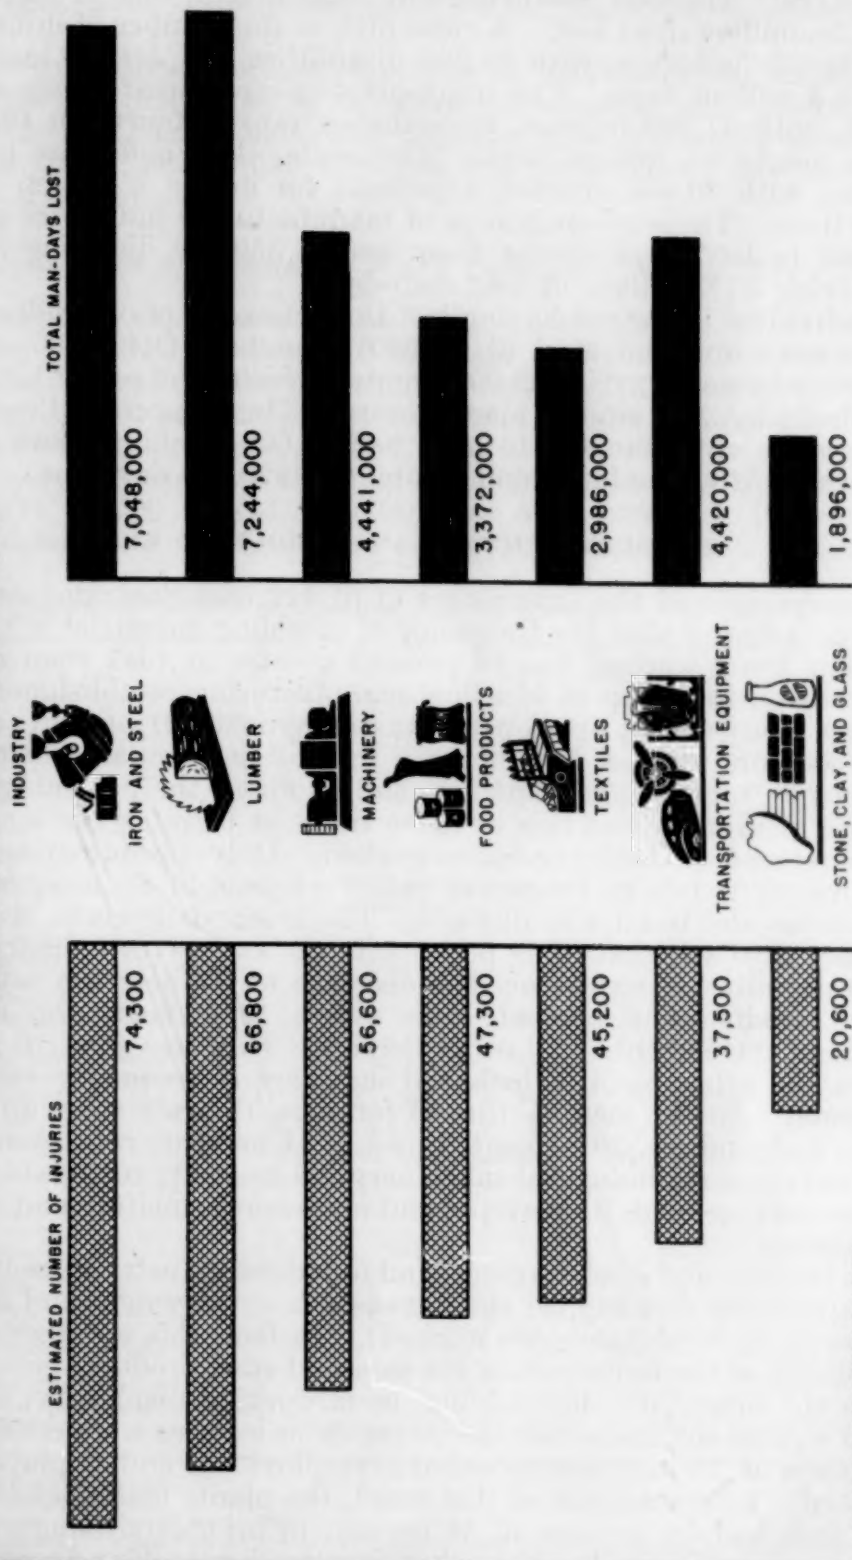 ESTIMATED NUMBER OF INJURIES INDUSTRY TOTAL MAN-DAYS LOST
74,300 IRON AND STEEL 7,048,000
66,800 LUMBER 7,244,000
56,600 MACHINERY 4,441,000
47,300 FOOD PRODUCTS 3,372,000
45,200 TEXTILES 2,986,000
37,500 TRANSPORTATION EQUIPMENT 4,420,000
20,600 STONE, CLAY, AND GLASS 1,896,000